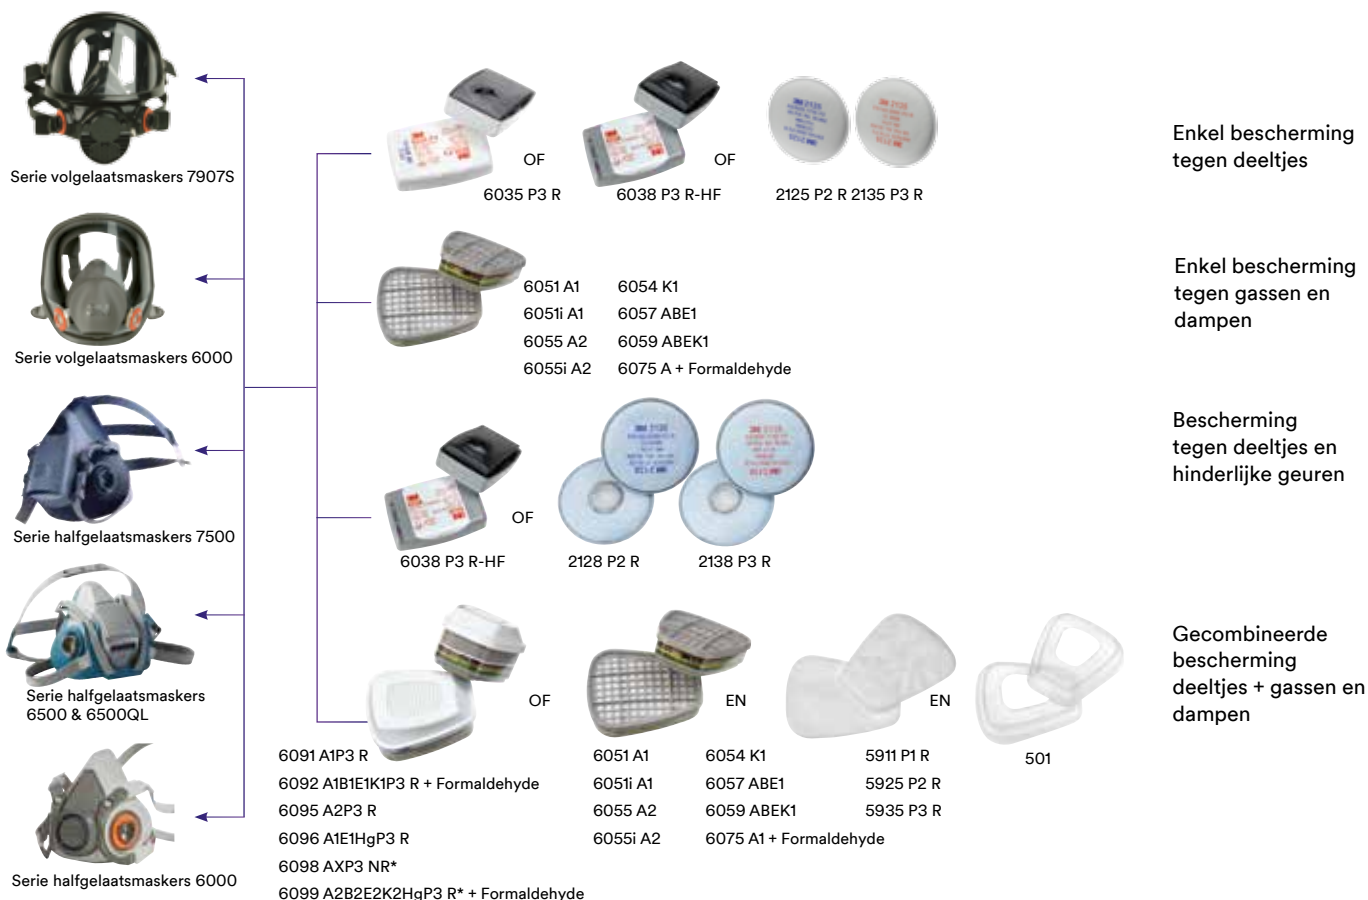 Serie volgelaatsmaskers 7907S
Serie volgelaatsmaskers 6000
Serie halfgelaatsmaskers 7500
Serie halfgelaatsmaskers
6500 & 6500QL
Serie halfgelaatsmaskers 6000
OF
OF
6035 P3 R
6038 P3 R-HF
2125 P2 R 2135 P3 R
Enkel bescherming
tegen deeltjes
6051 A1
6054 K1
6051i A1
6057 ABE1
6055 A2
6059 ABEK1
6055i A2
6075 A + Formaldehyde
Enkel bescherming
tegen gassen en
dampen
OF
6038 P3 R-HF
2128 P2 R
2138 P3 R
Bescherming
tegen deeltjes en
hinderlijke geuren
OF
EN
EN
6091 A1P3 R
6092 A1B1E1K1P3 R + Formaldehyde
6095 A2P3 R
6096 A1E1HgP3 R
6098 AXP3 NR*
6099 A2B2E2K2HgP3 R* + Formaldehyde
6051 A1
6054 K1
6051i A1
6057 ABE1
6055 A2
6059 ABEK1
6055i A2
6075 A1 + Formaldehyde
5911 P1 R
5925 P2 R
5935 P3 R
501
Gecombineerde
bescherming
deeltjes + gassen en
dampen